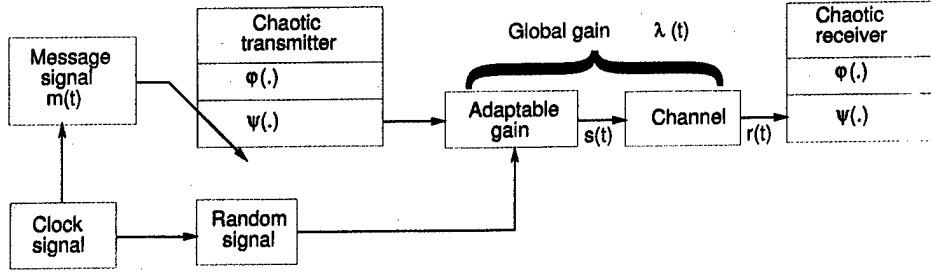 Message
signal
m(t)
Chaotic
transmitter
φ(.)
ψ(.)
Global gain λ(t)
Adaptable
gain
s(t)
Channel
r(t)
Chaotic
receiver
φ(.)
ψ(.)
Clock
signal
Random
signal